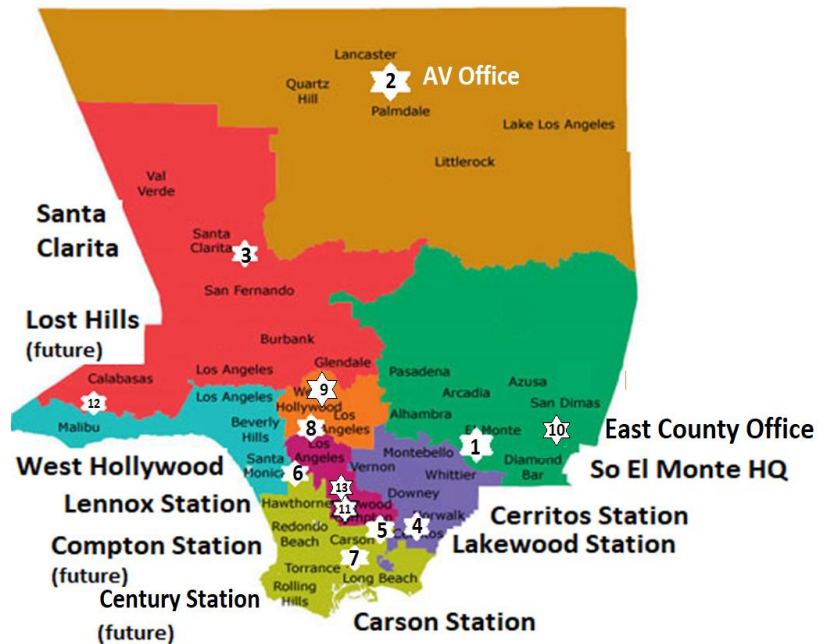 Lancaster
2
AV Office
Quartz
Hill
Palmdale
Lake Los Angeles
Littlerock
Val
Verde
Santa
Clarita
Santa
Clarita
3
San Fernando
Lost Hills
(future)
Burbank
Glendale
Los Angeles
Calabasas
12
Pasadena
Azusa
Arcadia
San Dimas
Los Angeles
9
Hollywood
Los
Alhambra
Malibu
Beverly
Hills
8
El Monte
1
10
East County Office
Los
Angeles
Montebello
Diamond
Bar
So El Monte HQ
West Hollywood
Santa
6
Vernon
Whittier
Lennox Station
13
Downey
Hawthorne
11
Cerritos Station
Redondo
Beach
Carson
5
4
Lakewood Station
Compton Station
(future)
7
Torrance
Long Beach
Rolling
Hills
Century Station
(future)
Carson Station